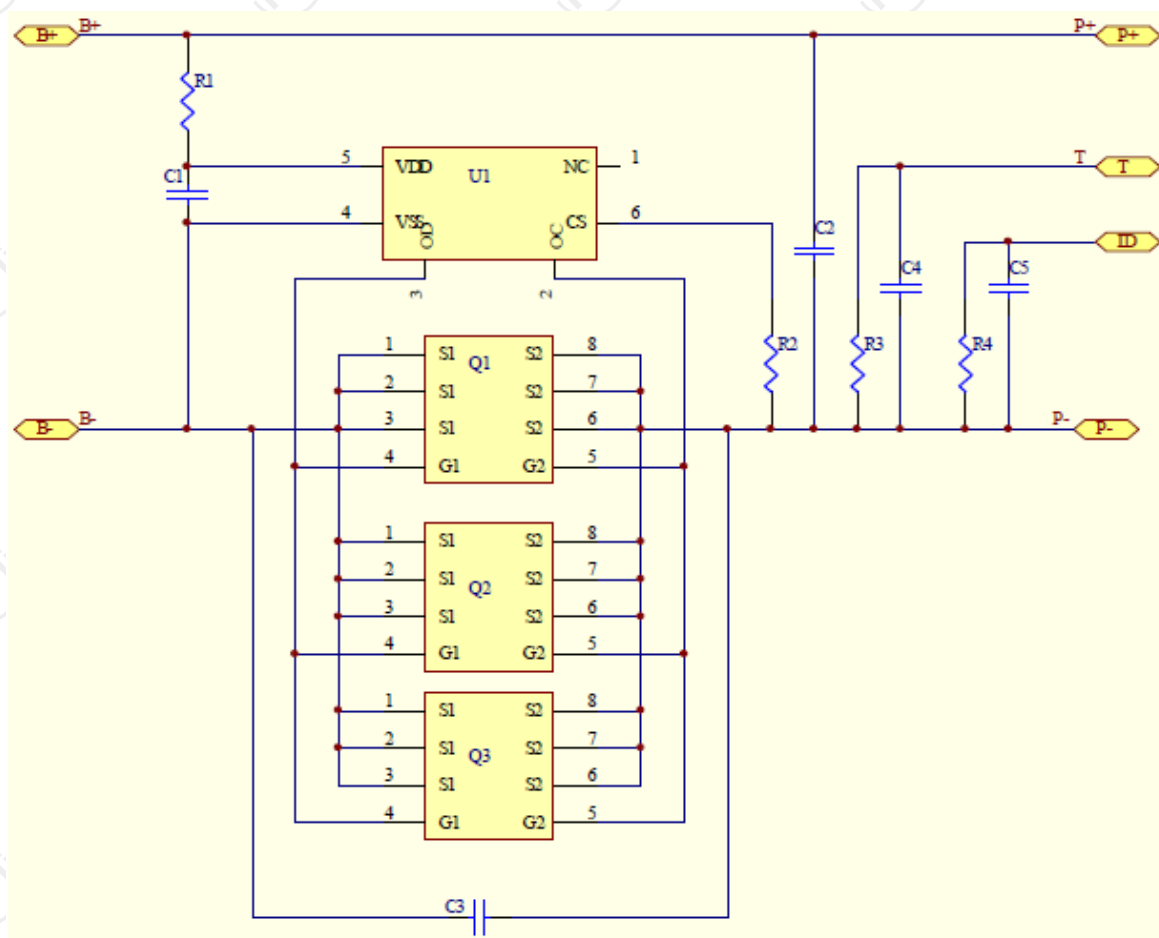 B+ B+ P+ P+
R1
5 VDD U1 NC 1
T T
C1
4 VSS CS 6
OD OC
C2
ID
3 2
C4 C5
1 S1 Q1 S2 8
R2 R3 R4
2 S1 S2 7
B- B- 3 S1 S2 6 P- P-
4 G1 G2 5
1 S1 S2 8
2 S1 Q2 S2 7
3 S1 S2 6
4 G1 G2 5
1 S1 S2 8
2 S1 Q3 S2 7
3 S1 S2 6
4 G1 G2 5
C3